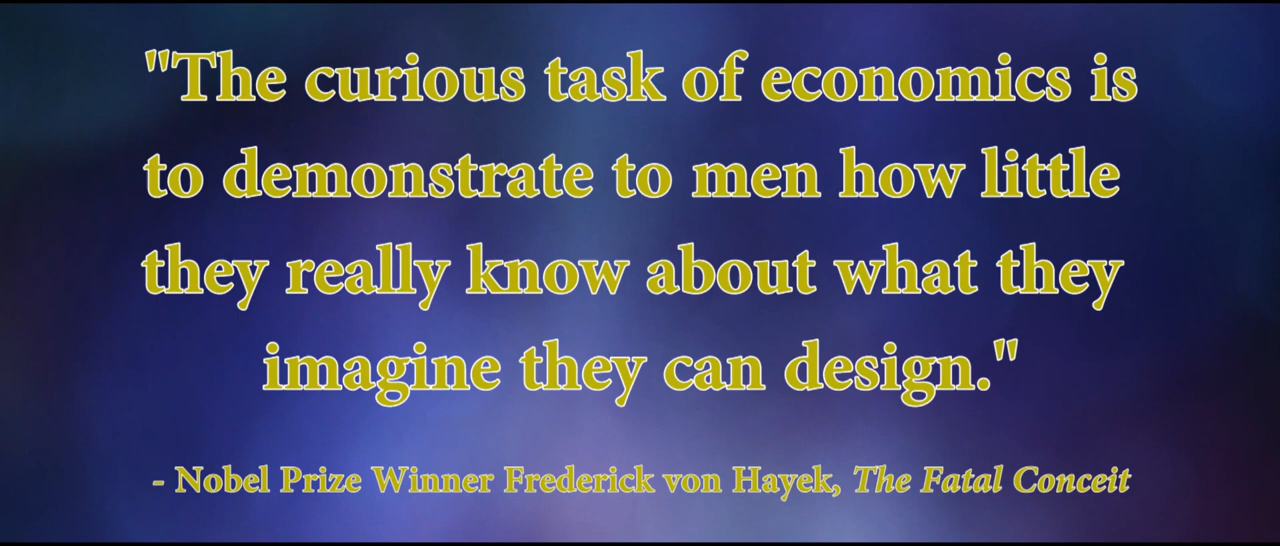 "The curious task of economics is
to demonstrate to men how little
they really know about what they
imagine they can design."
- Nobel Prize Winner Frederick von Hayek, The Fatal Conceit